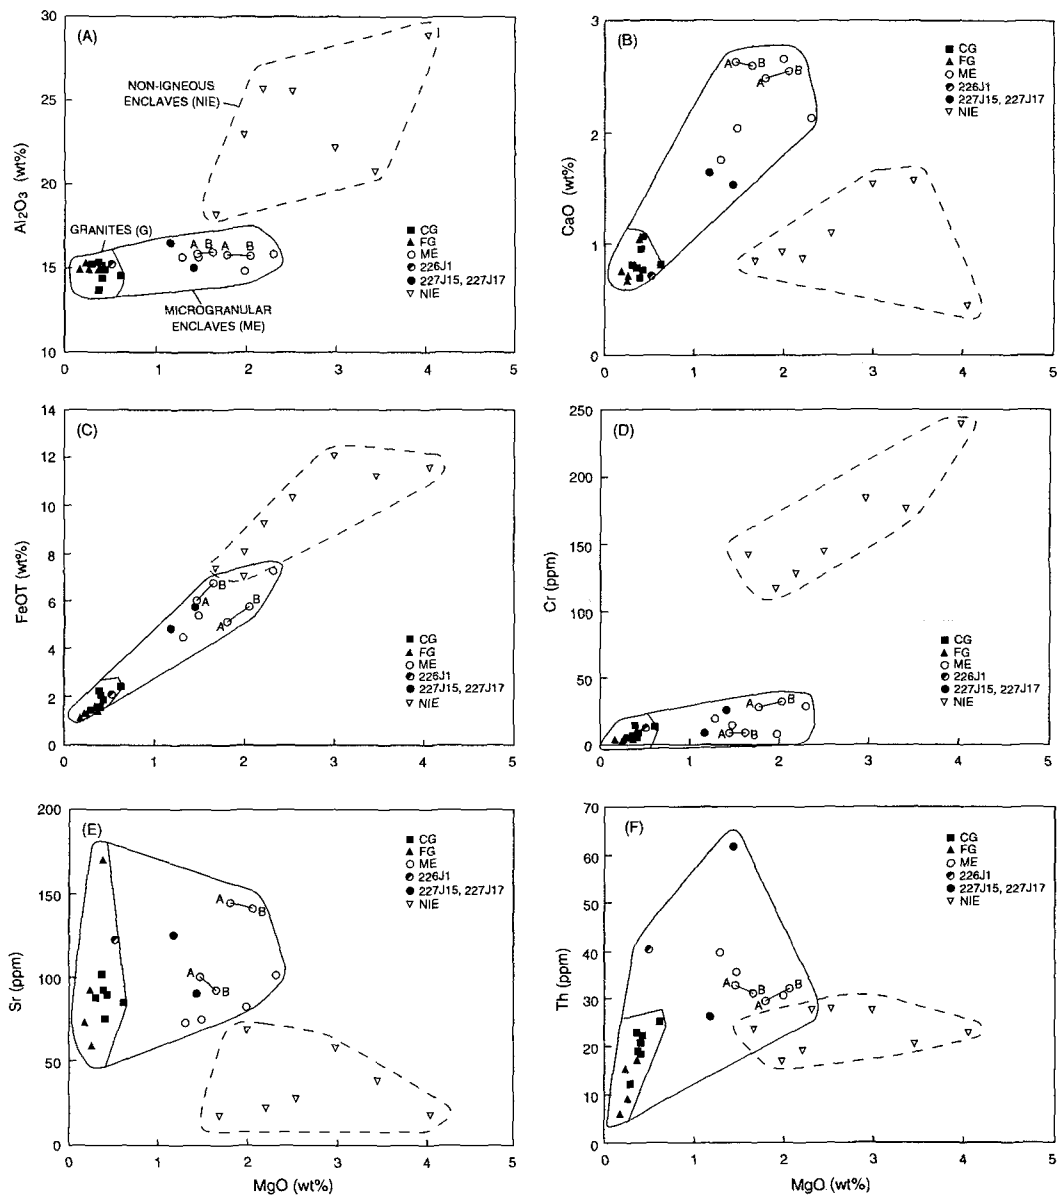 (A)
30
25
20
15
10
Al₂O₃ (wt%)
NON-IGNEOUS
ENCLAVES (NIE)
GRANITES (G)
A B A B
MICROGRANULAR
ENCLAVES (ME)
CG
FG
ME
226J1
227J15, 227J17
NIE
0 1 2 3 4 5
(B)
3
2
1
0
CaO (wt%)
A B
A B
CG
FG
ME
226J1
227J15, 227J17
NIE
0 1 2 3 4 5
(C)
14
12
10
8
6
4
2
0
FeOT (wt%)
B
A
B
A
CG
FG
ME
226J1
227J15, 227J17
NIE
0 1 2 3 4 5
(D)
250
200
150
100
50
0
Cr (ppm)
A B
A B
CG
FG
ME
226J1
227J15, 227J17
NIE
0 1 2 3 4 5
(E)
200
150
100
50
0
Sr (ppm)
A B
A B
CG
FG
ME
226J1
227J15, 227J17
NIE
0 1 2 3 4 5
MgO (wt%)
(F)
70
60
50
40
30
20
10
0
Th (ppm)
A B
A B
CG
FG
ME
226J1
227J15, 227J17
NIE
0 1 2 3 4 5
MgO (wt%)